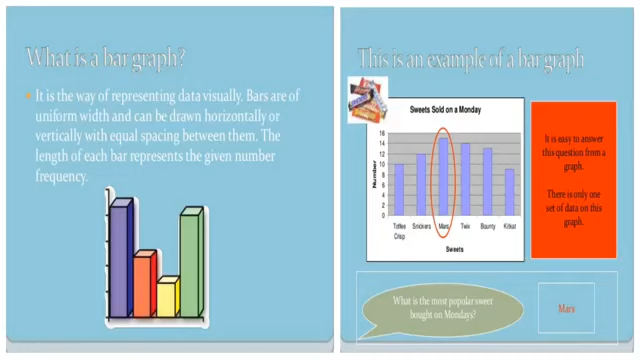 What is a bar graph?
It is the way of representing data visually. Bars are of
uniform width and can be drawn horizontally or
vertically with equal spacing between them. The
length of each bar represents the given number
frequency.
This is an example of a bar graph
Sweets Sold on a Monday
Number
16
14
12
10
8
6
4
2
0
Toffee
Crisp
Snickers
Mars
Twix
Bounty
Kitkat
Sweets
It is easy to answer
this question from a
graph.
There is only one
set of data on this
graph.
What is the most popular sweet
bought on Mondays?
Mars